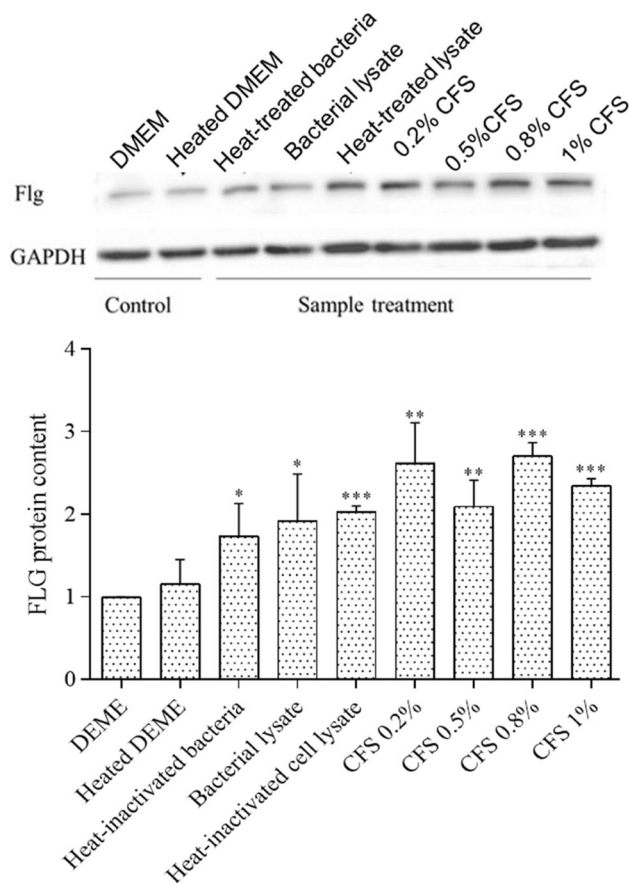 DMEM
Heated DMEM
Heat-treated bacteria
Bacterial lysate
Heat-treated lysate
0.2% CFS
0.5%CFS
0.8% CFS
1% CFS
Flg
GAPDH
Control
Sample treatment
FLG protein content
4
3
2
1
0
*
*
***
**
**
***
***
DEME
Heated DEME
Heat-inactivated bacteria
Bacterial lysate
Heat-inactivated cell lysate
CFS 0.2%
CFS 0.5%
CFS 0.8%
CFS 1%